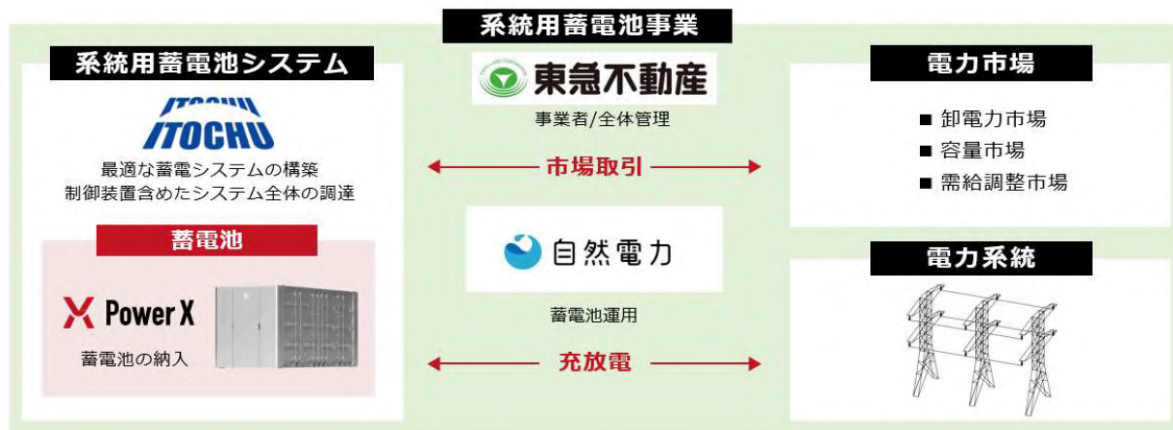 系統用蓄電池事業
系統用蓄電池システム
ITOCHU
ITOCHU
最適な蓄電システムの構築
制御装置含めたシステム全体の調達
蓄電池
Power X
蓄電池の納入
東急不動産
事業者/全体管理
市場取引
自然電力
蓄電池運用
充放電
電力市場
■ 卸電力市場
■ 容量市場
■ 需給調整市場
電力系統